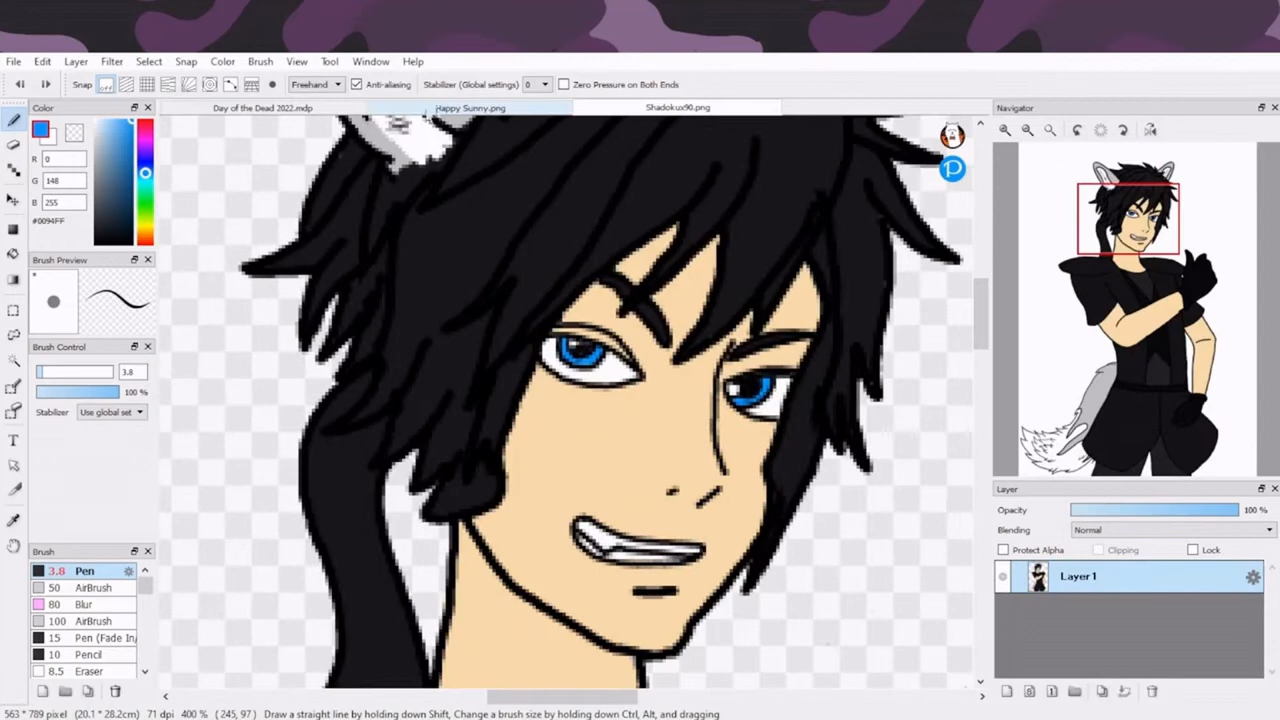 File Edit Layer Filter Select Snap Color Brush View Tool Window Help
Snap off Freehand Anti-aliasing Stabilizer (Global settings) 0 Zero Pressure on Both Ends
Color
Day of the Dead 2022.mdp Happy Sunny.png Shadokux90.png
Navigator
R 0
G 148
B 255
#0094FF
Brush Preview
*
Brush Control
3.8
100 %
Stabilizer Use global set
T
P
Brush
3.8 Pen
50 AirBrush
80 Blur
100 AirBrush
15 Pen (Fade In/
10 Pencil
8.5 Eraser
Layer
Opacity 100 %
Blending Normal
Protect Alpha Clipping Lock
Layer1
563 * 789 pixel (20.1 * 28.2cm) 71 dpi 400 % ( 245, 97) Draw a straight line by holding down Shift, Change a brush size by holding down Ctrl, Alt, and dragging